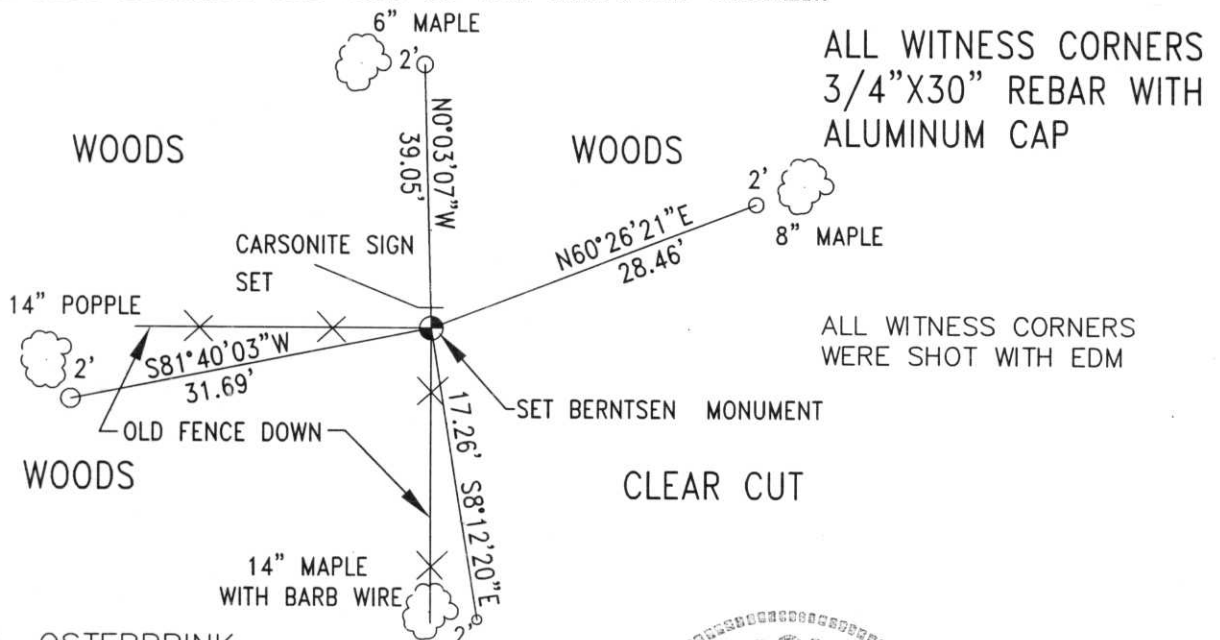 6" MAPLE
2'
ALL WITNESS CORNERS
3/4"X30" REBAR WITH
ALUMINUM CAP
WOODS
N0°03'07"W
39.05'
WOODS
2'
8" MAPLE
N60°26'21"E
28.46'
CARSONITE SIGN
SET
14" POPPLE
2'
S81°40'03"W
31.69'
ALL WITNESS CORNERS
WERE SHOT WITH EDM
SET BERNTSEN MONUMENT
OLD FENCE DOWN
17.26' S8°12'20"E
WOODS
CLEAR CUT
14" MAPLE
WITH BARB WIRE
2'